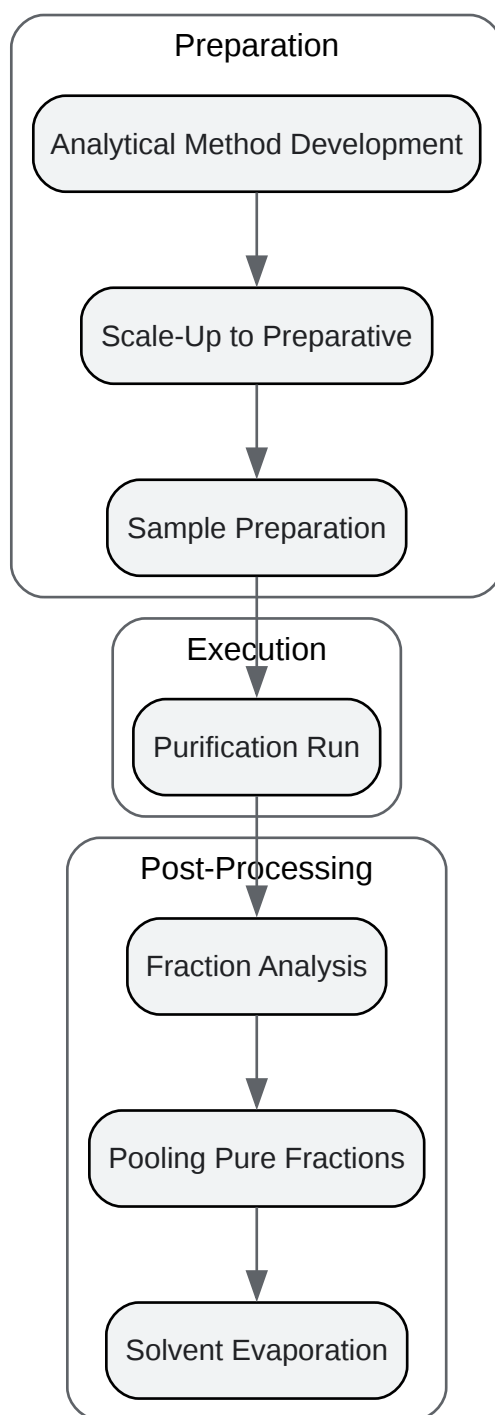 Preparation
Analytical Method Development
Scale-Up to Preparative
Sample Preparation
Execution
Purification Run
Post-Processing
Fraction Analysis
Pooling Pure Fractions
Solvent Evaporation